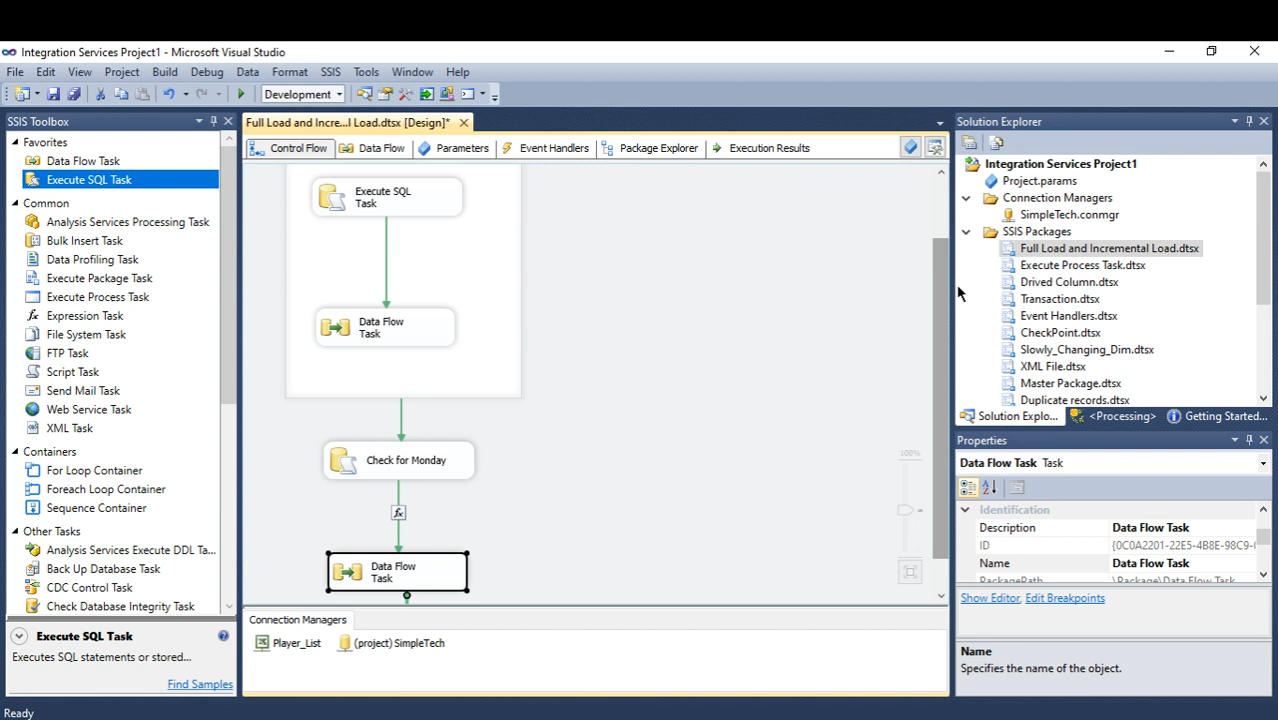 Integration Services Project1 - Microsoft Visual Studio
File Edit View Project Build Debug Data Format SSIS Tools Window Help
Development
SSIS Toolbox
Favorites
Data Flow Task
Execute SQL Task
Common
Analysis Services Processing Task
Bulk Insert Task
Data Profiling Task
Execute Package Task
Execute Process Task
Expression Task
File System Task
FTP Task
Script Task
Send Mail Task
Web Service Task
XML Task
Containers
For Loop Container
Foreach Loop Container
Sequence Container
Other Tasks
Analysis Services Execute DDL Ta...
Back Up Database Task
CDC Control Task
Check Database Integrity Task
Execute SQL Task
Executes SQL statements or stored...
Find Samples
Full Load and Incre...l Load.dtsx [Design]*
Control Flow Data Flow Parameters Event Handlers Package Explorer Execution Results
Execute SQL
Task
Data Flow
Task
Check for Monday
fx
Data Flow
Task
100%
Connection Managers
Player_List (project) SimpleTech
Solution Explorer
Integration Services Project1
Project.params
Connection Managers
SimpleTech.conmgr
SSIS Packages
Full Load and Incremental Load.dtsx
Execute Process Task.dtsx
Drived Column.dtsx
Transaction.dtsx
Event Handlers.dtsx
CheckPoint.dtsx
Slowly_Changing_Dim.dtsx
XML File.dtsx
Master Package.dtsx
Duplicate records.dtsx
Solution Explo... <Processing> Getting Started...
Properties
Data Flow Task Task
Identification
Description Data Flow Task
ID {0C0A2201-22E5-4B8E-98C9-
Name Data Flow Task
PackagePath \Package\Data Flow Task
Show Editor, Edit Breakpoints
Name
Specifies the name of the object.
Ready